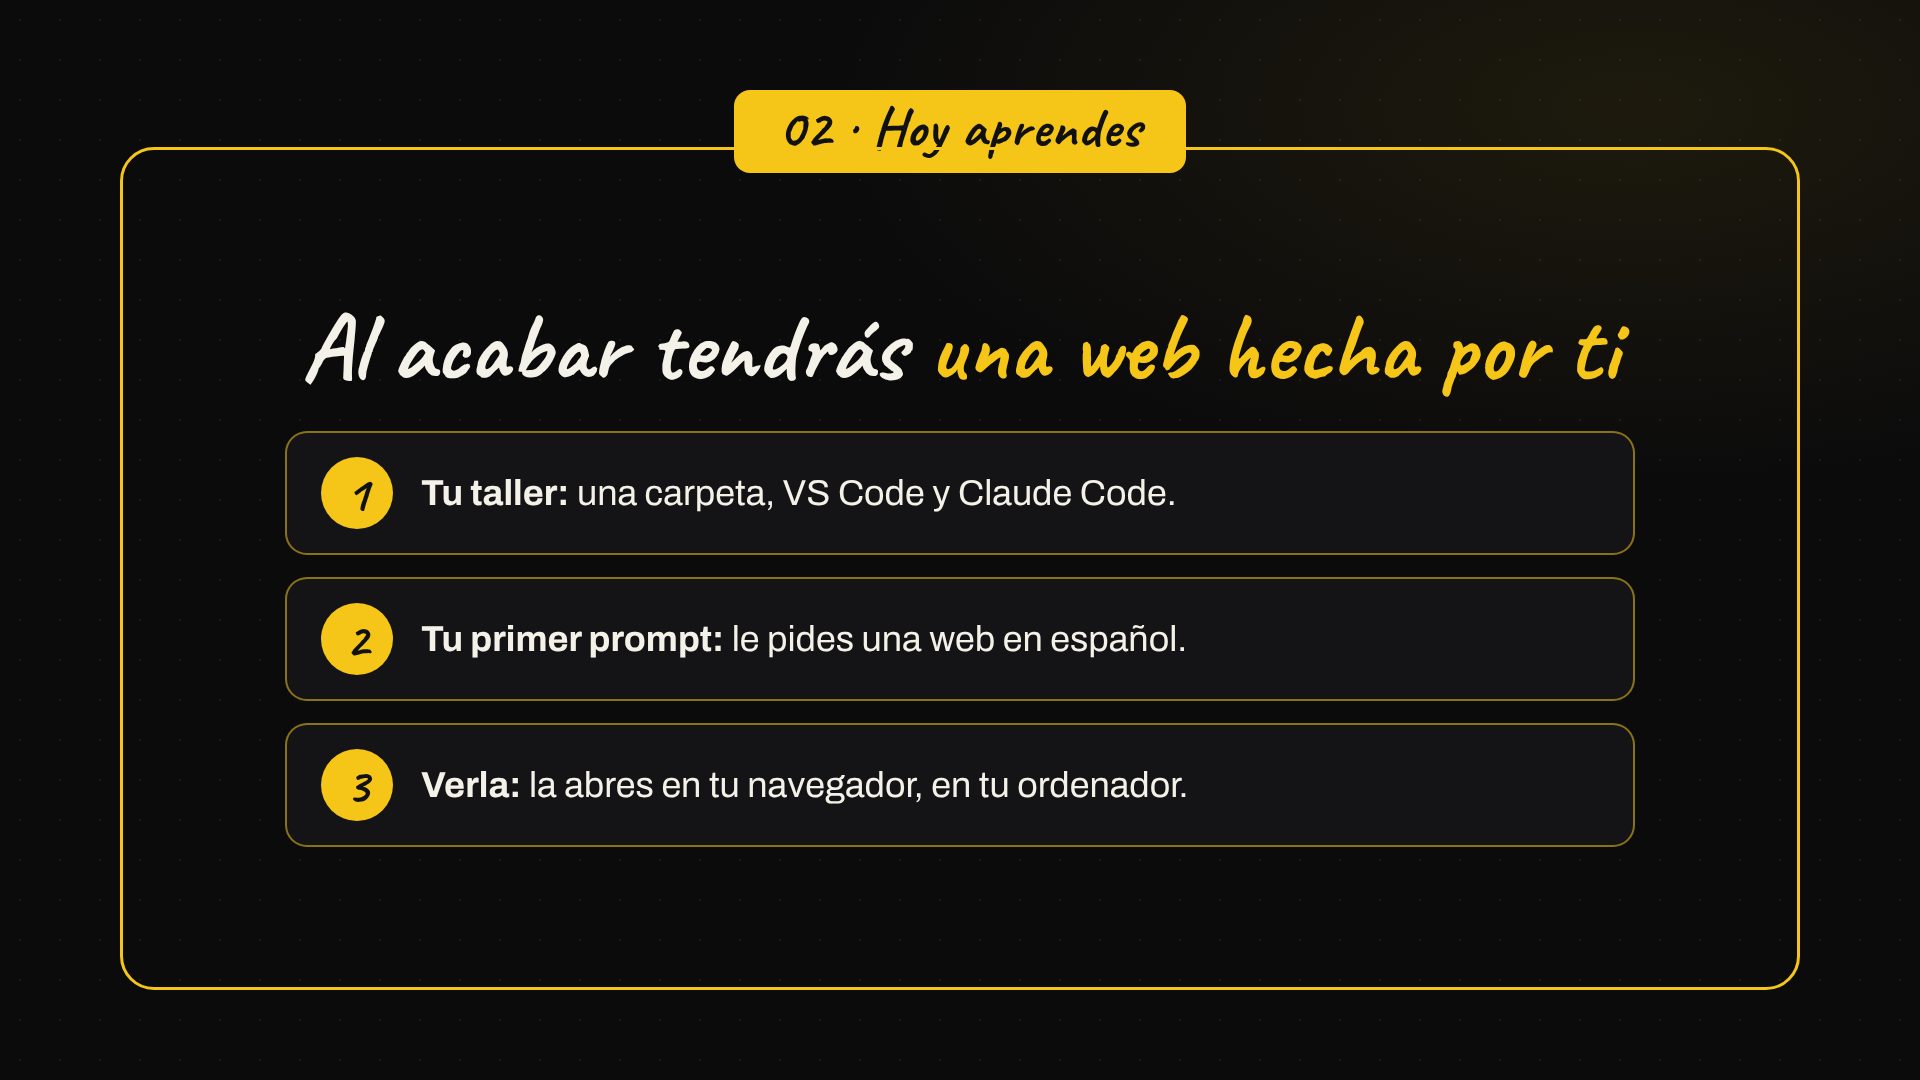 02 · Hoy aprendes
Al acabar tendrás una web hecha por ti
1 Tu taller: una carpeta, VS Code y Claude Code.
2 Tu primer prompt: le pides una web en español.
3 Verla: la abres en tu navegador, en tu ordenador.